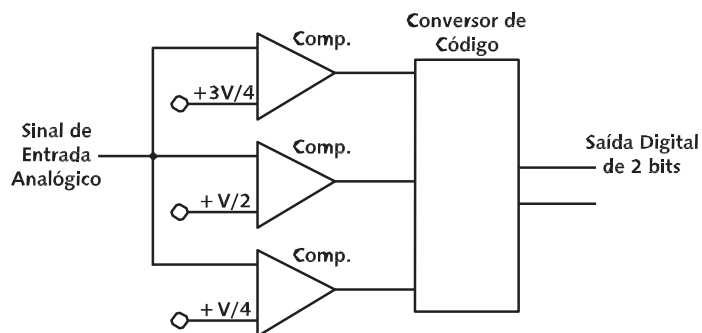 Conversor de
Código
Comp.
+3V/4
Sinal de
Entrada
Analógico
Comp.
+ V/2
Saída Digital
de 2 bits
Comp.
+ V/4